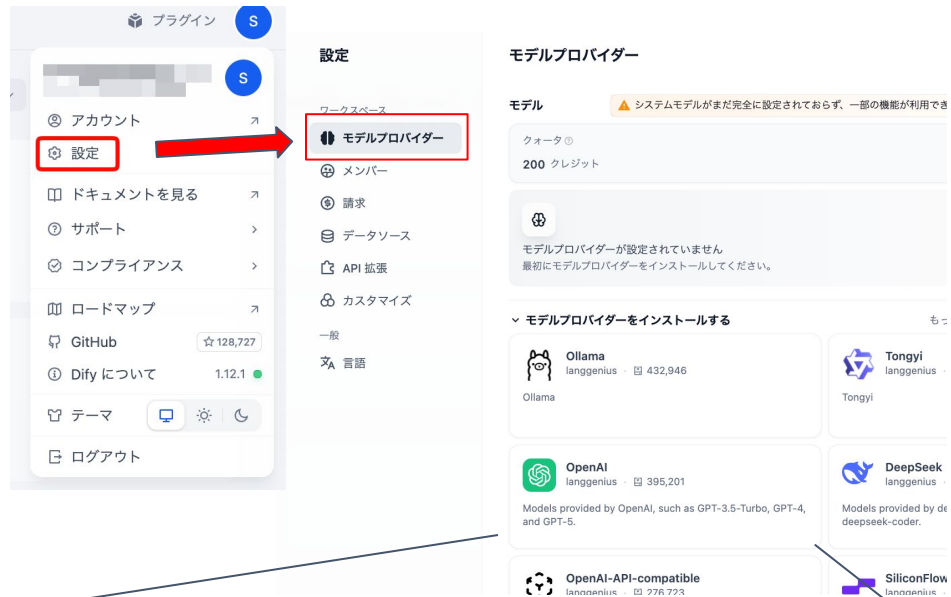 プラグイン
S
S
アカウント
設定
ドキュメントを見る
サポート
コンプライアンス
ロードマップ
GitHub
128,727
Dify について
1.12.1
テーマ
ログアウト
設定
ワークスペース
モデルプロバイダー
メンバー
請求
データソース
API 拡張
カスタマイズ
一般
言語
モデルプロバイダー
モデル
システムモデルがまだ完全に設定されておらず、一部の機能が利用でき
クォータ
200 クレジット
モデルプロバイダーが設定されていません
最初にモデルプロバイダーをインストールしてください。
モデルプロバイダーをインストールする
もっ
Ollama
langgenius · 432,946
Ollama
Tongyi
langgenius ·
Tongyi
OpenAI
langgenius · 395,201
Models provided by OpenAI, such as GPT-3.5-Turbo, GPT-4,
and GPT-5.
DeepSeek
langgenius ·
Models provided by de
deepseek-coder.
OpenAI-API-compatible
langgenius · 276,723
SiliconFlow
langgenius ·